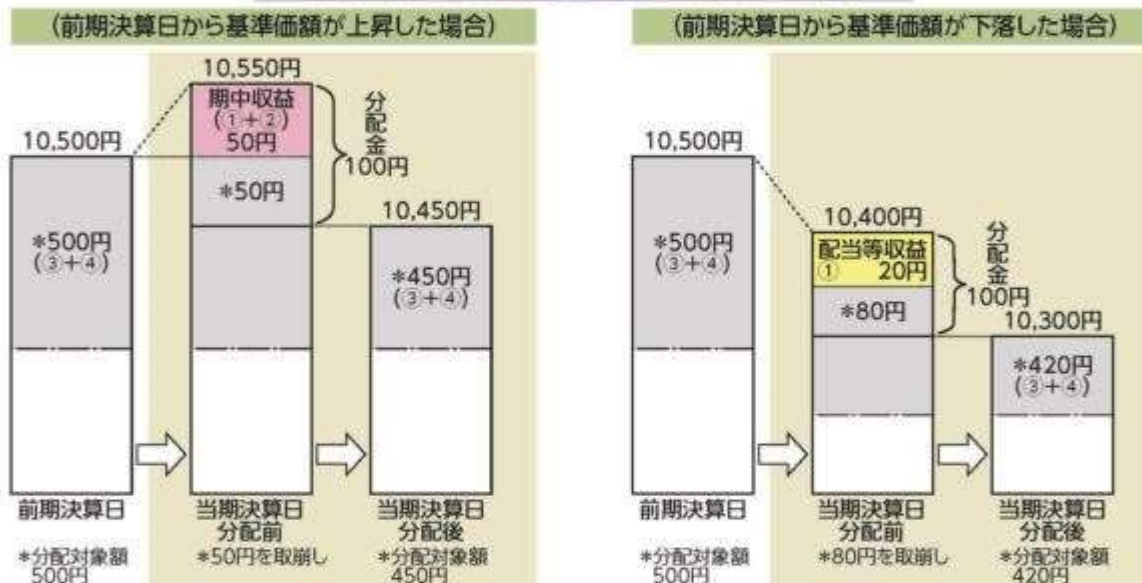 (前期決算日から基準価額が上昇した場合)
10,550円
期中収益
(①+②)
50円
分配金
100円
10,500円
*50円
10,450円
*500円
(③+④)
*450円
(③+④)
前期決算日
当期決算日
分配前
当期決算日
分配後
*分配対象額
500円
*50円を取崩し
*分配対象額
450円
(前期決算日から基準価額が下落した場合)
10,500円
10,400円
配当等収益
① 20円
分配金
100円
*500円
(③+④)
*80円
10,300円
*420円
(③+④)
前期決算日
当期決算日
分配前
当期決算日
分配後
*分配対象額
500円
*80円を取崩し
*分配対象額
420円